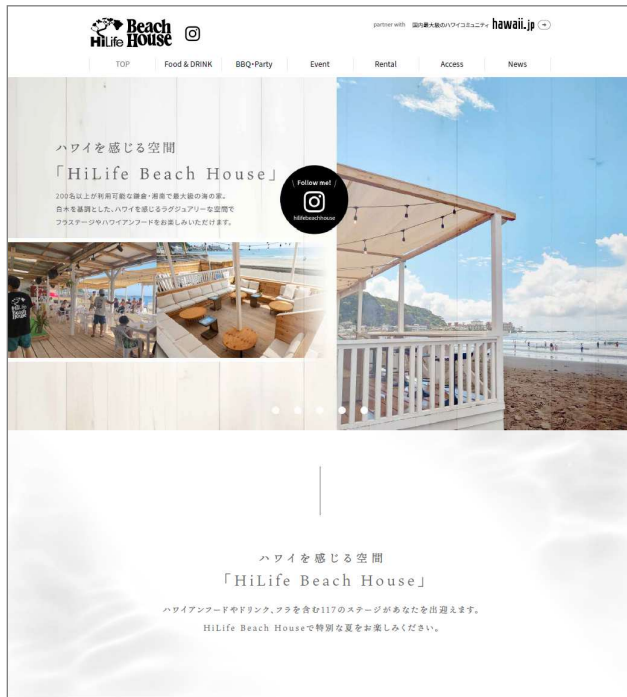 HiLife Beach House
partner with 国内最大級のハワイコミュニティ hawaii.jp
TOP Food & DRINK BBQ・Party Event Rental Access News
ハワイを感じる空間
「HiLife Beach House」
200名以上が利用可能な鎌倉・湘南で最大級の海の家。
白木を基調とした、ハワイを感じるラグジュアリーな空間で
フラステージやハワイアンフードをお楽しみいただけます。
\ Follow me! /
hilifebeachhouse
HiLife Beach House
ハワイを感じる空間
「HiLife Beach House」
ハワイアンフードやドリンク、フラを含む117のステージがあなたを出迎えます。
HiLife Beach Houseで特別な夏をお楽しみください。